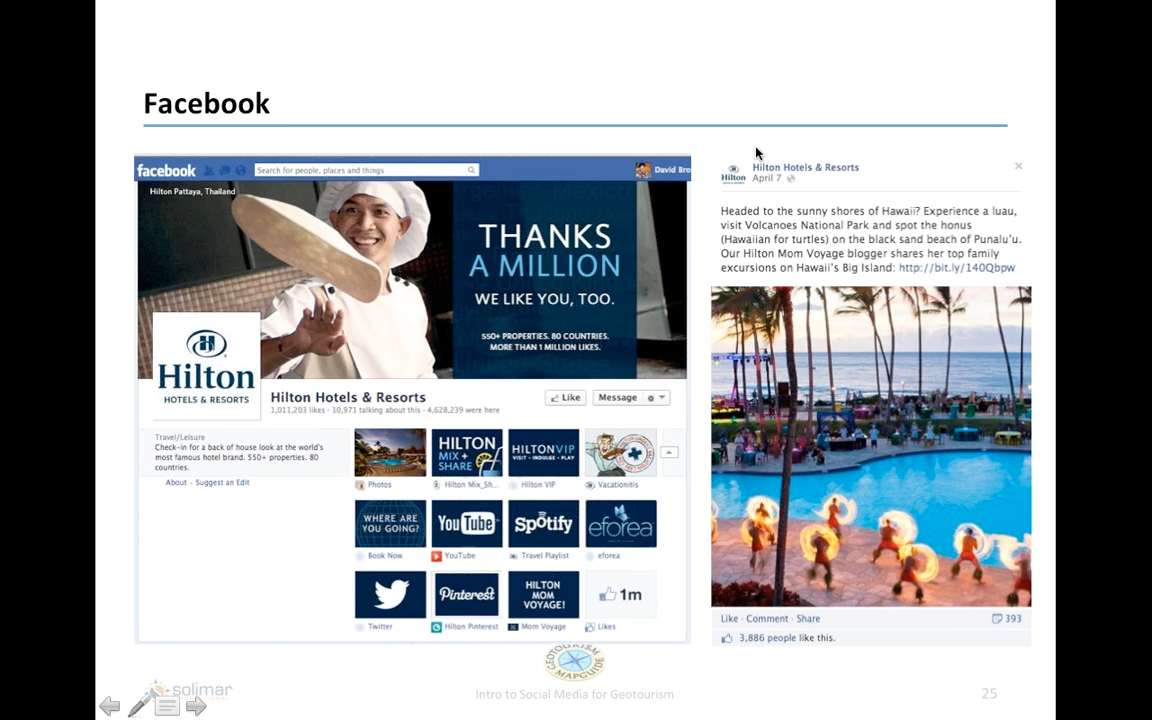 Facebook
facebook
Search for people, places and things
David Bro
Hilton Pattaya, Thailand
THANKS
A MILLION
WE LIKE YOU, TOO.
550+ PROPERTIES. 80 COUNTRIES.
MORE THAN 1 MILLION LIKES.
Hilton
HOTELS & RESORTS
Hilton Hotels & Resorts
1,011,203 likes · 10,971 talking about this · 4,628,239 were here
Like
Message
Travel/Leisure
Check-in for a back of house look at the world's
most famous hotel brand. 550+ properties. 80
countries.
About - Suggest an Edit
HILTON
MIX +
SHARE
HILTONVIP
VISIT · INDULGE · PLAY
Photos
Hilton Mix_Sh...
Hilton VIP
Vacationitis
WHERE ARE
YOU GOING?
YouTube
Spotify
eforea
Book Now
YouTube
Travel Playlist
eforea
Pinterest
HILTON
MOM
VOYAGE!
1m
Twitter
Hilton Pinterest
Mom Voyage
Likes
Hilton
Hilton Hotels & Resorts
April 7
Headed to the sunny shores of Hawaii? Experience a luau,
visit Volcanoes National Park and spot the honus
(Hawaiian for turtles) on the black sand beach of Punalu'u.
Our Hilton Mom Voyage blogger shares her top family
excursions on Hawaii's Big Island: http://bit.ly/140Qbpw
Like · Comment · Share
393
3,886 people like this.
GEOTOURISM
MAPGUIDE
solimar
Intro to Social Media for Geotourism
25